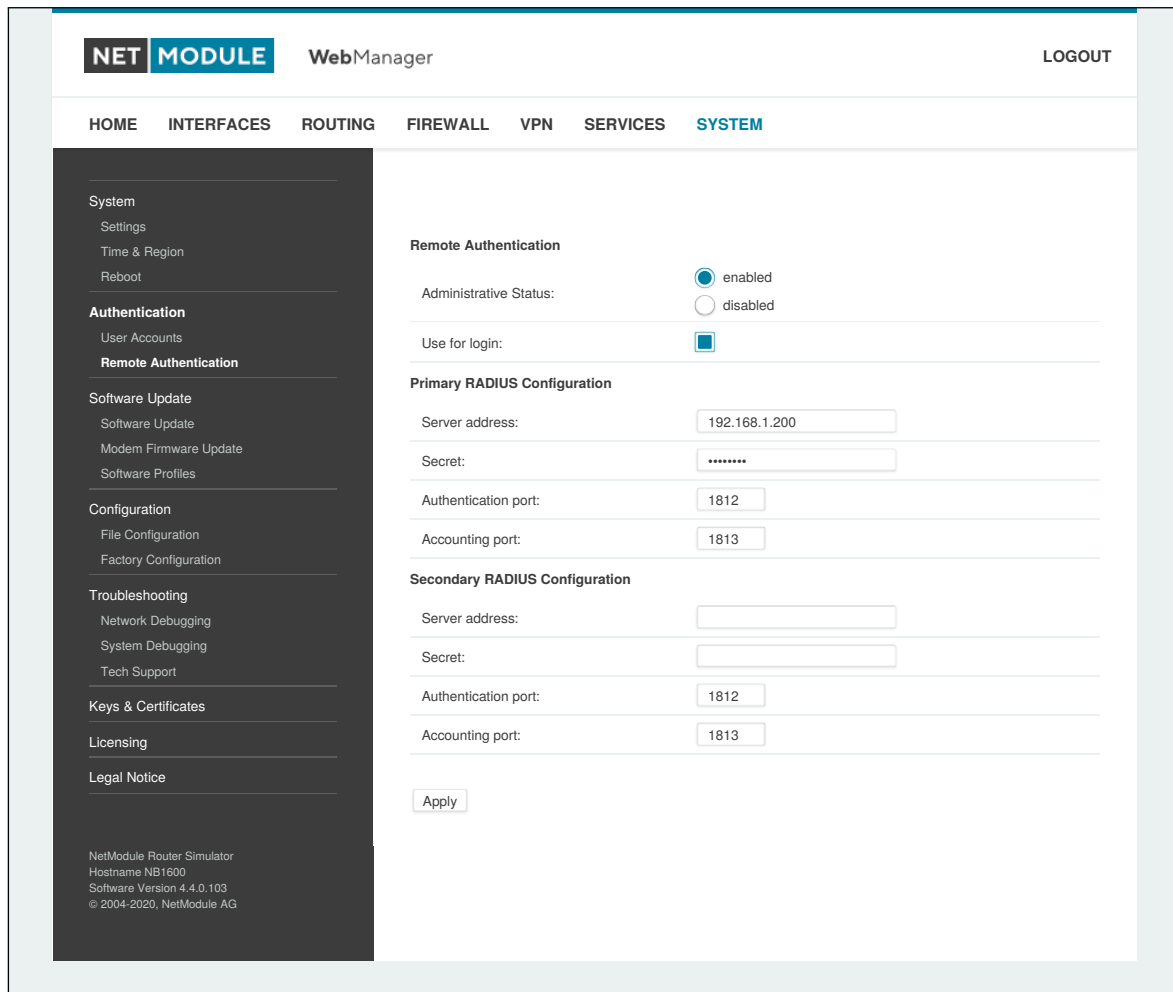 NET MODULE WebManager LOGOUT
HOME INTERFACES ROUTING FIREWALL VPN SERVICES SYSTEM
System
Settings
Time & Region
Reboot
Authentication
User Accounts
Remote Authentication
Software Update
Software Update
Modem Firmware Update
Software Profiles
Configuration
File Configuration
Factory Configuration
Troubleshooting
Network Debugging
System Debugging
Tech Support
Keys & Certificates
Licensing
Legal Notice
NetModule Router Simulator
Hostname NB1600
Software Version 4.4.0.103
© 2004-2020, NetModule AG
Remote Authentication
Administrative Status:
enabled
disabled
Use for login:
Primary RADIUS Configuration
Server address: 192.168.1.200
Secret: ••••••••
Authentication port: 1812
Accounting port: 1813
Secondary RADIUS Configuration
Server address:
Secret:
Authentication port: 1812
Accounting port: 1813
Apply